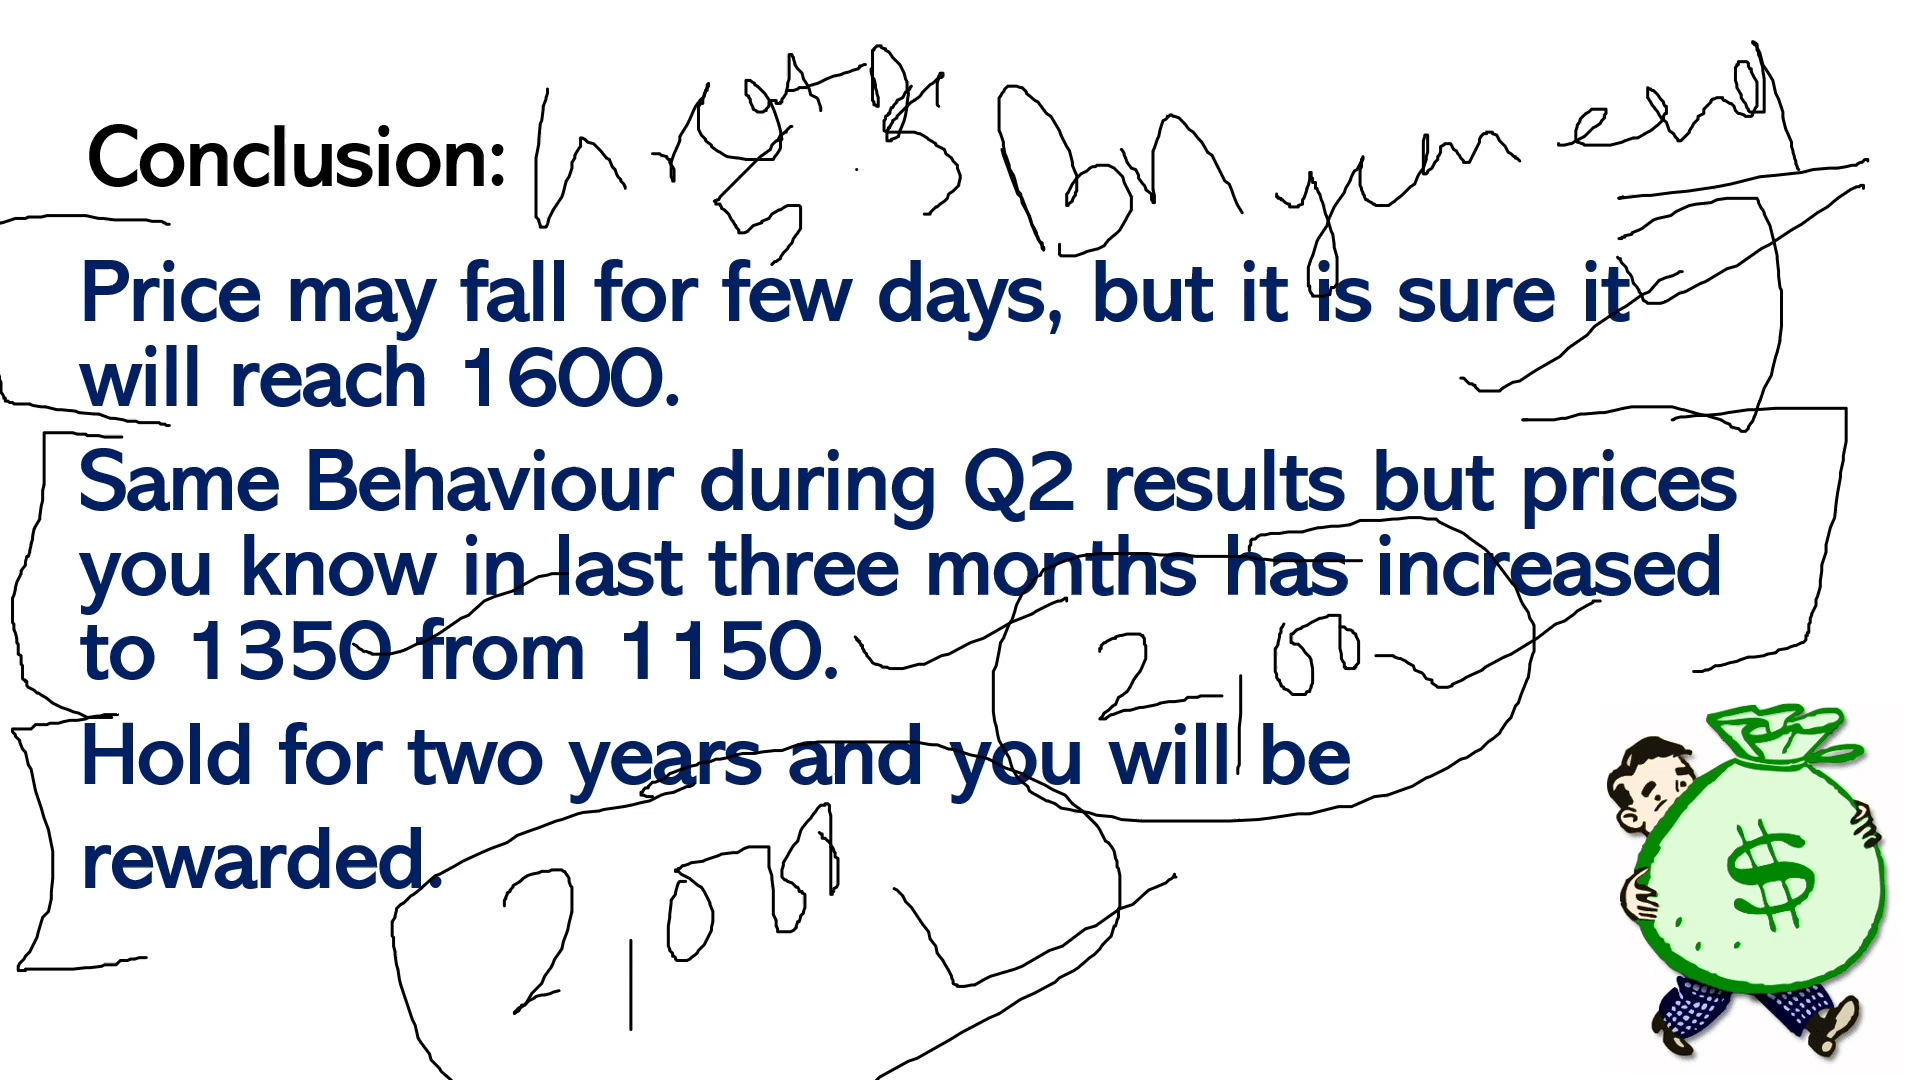 Conclusion:
Price may fall for few days, but it is sure it
will reach 1600.
Same Behaviour during Q2 results but prices
you know in last three months has increased
to 1350 from 1150.
Hold for two years and you will be
rewarded.
$